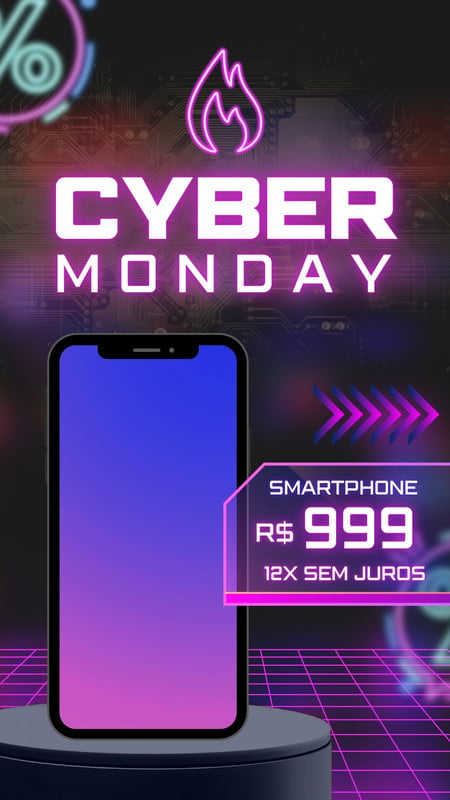 %
CYBER
MONDAY
SMARTPHONE
R$ 999
12X SEM JUROS
%